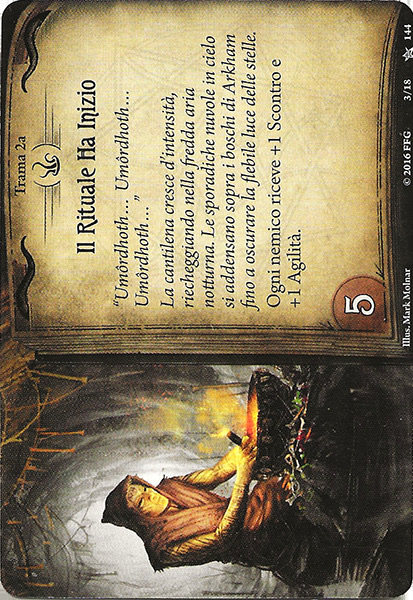 Trama 2a
Il Rituale Ha Inizio
“Umôrdhoth… Umôrdhoth…
Umôrdhoth…”
La cantilena cresce d’intensità,
riecheggiando nella fredda aria
notturna. Le sporadiche nuvole in cielo
si addensano sopra i boschi di Arkham
fino a oscurare la flebile luce delle stelle.
Ogni nemico riceve +1 Scontro e
+1 Agilità.
5
Illus. Mark Molnar © 2016 FFG 3/18 144